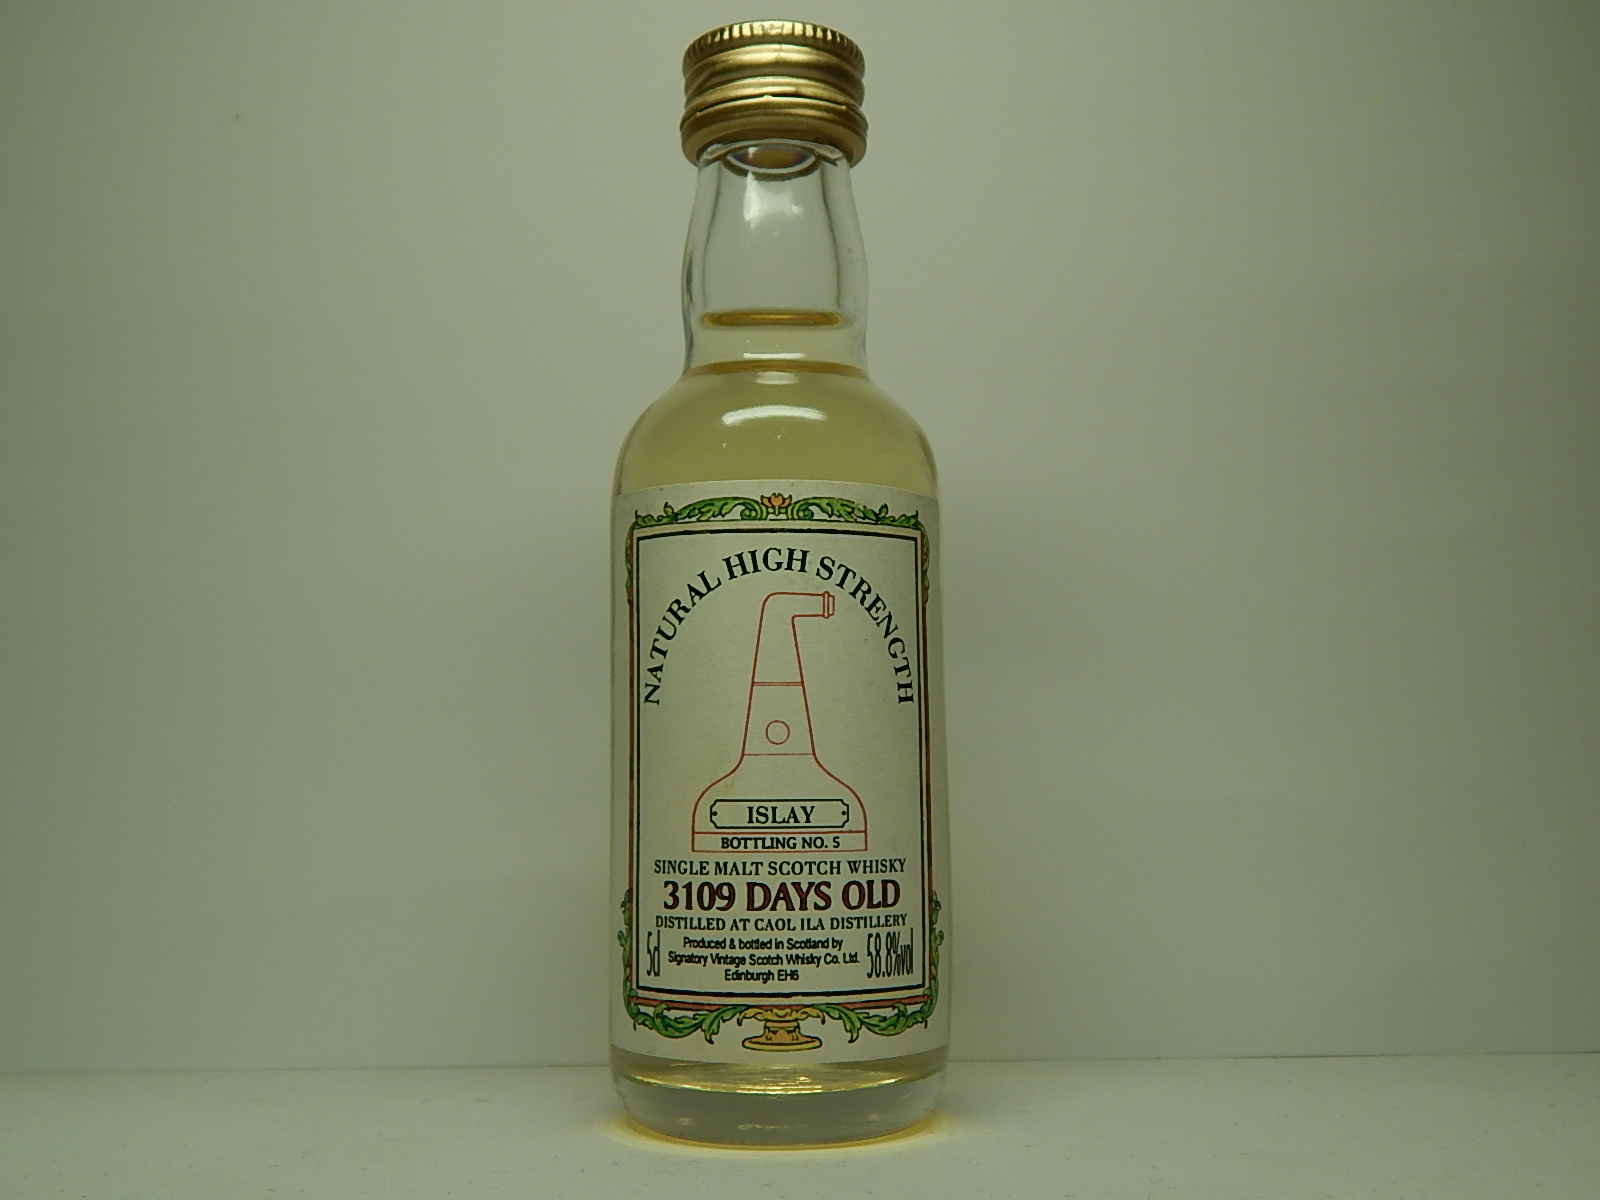 NATURAL HIGH STRENGTH
ISLAY
BOTTLING NO. 5
SINGLE MALT SCOTCH WHISKY
3109 DAYS OLD
DISTILLED AT CAOL ILA DISTILLERY
5cl
Produced & bottled in Scotland by
Signatory Vintage Scotch Whisky Co. Ltd.
Edinburgh EH6
58.8%vol